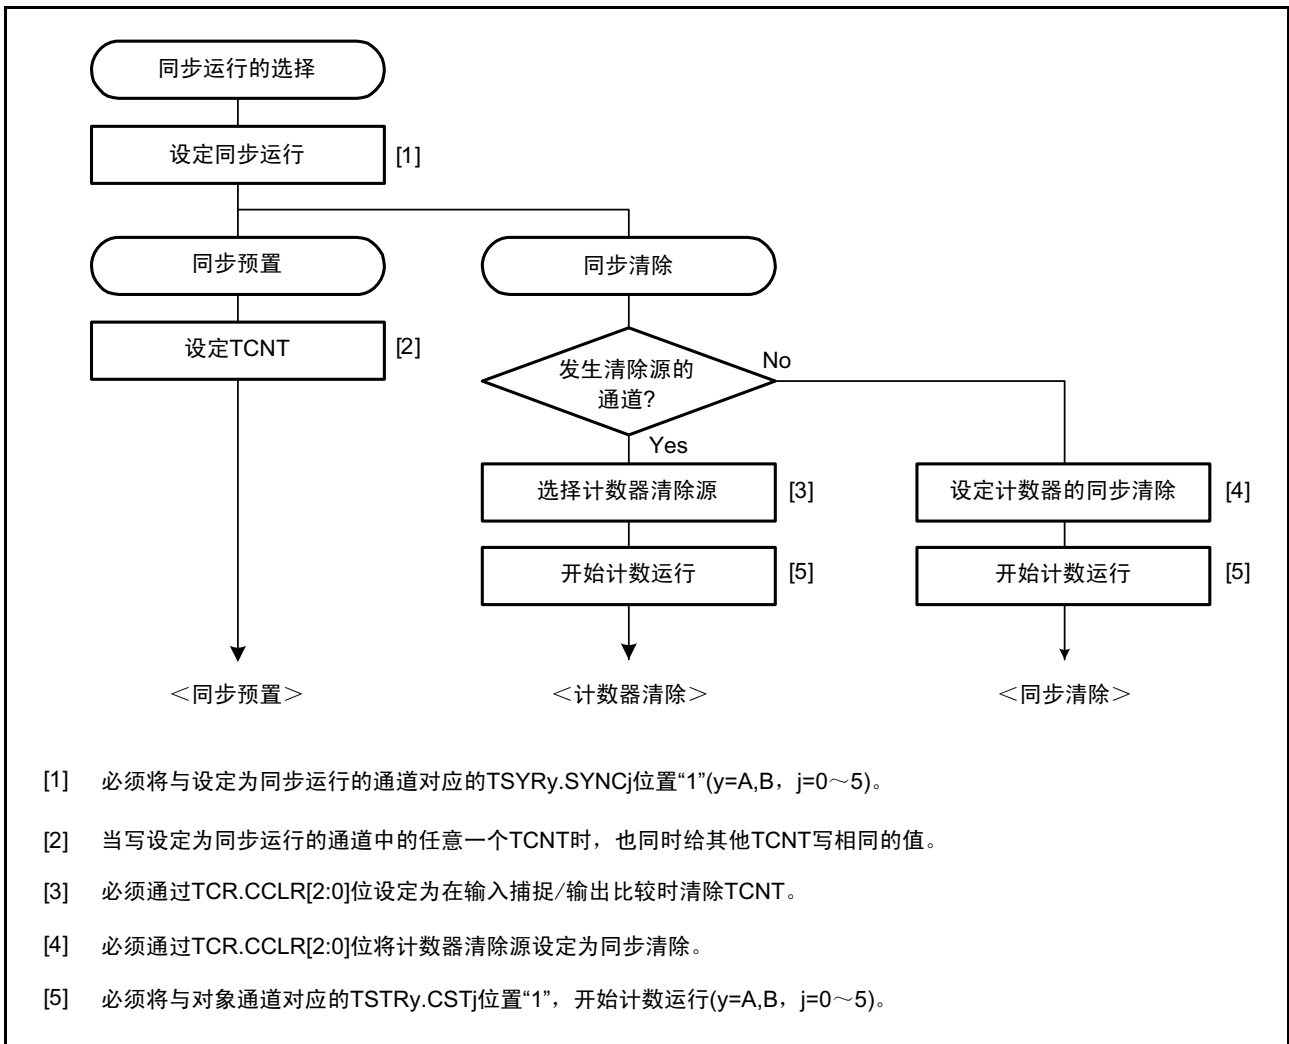 同步运行的选择
设定同步运行 [1]
同步预置
同步清除
设定TCNT [2]
发生清除源的
通道?
No
Yes
选择计数器清除源 [3]
设定计数器的同步清除 [4]
开始计数运行 [5]
开始计数运行 [5]
＜同步预置＞
＜计数器清除＞
＜同步清除＞
[1] 必须将与设定为同步运行的通道对应的TSYRy.SYNCj位置“1”(y=A,B，j=0～5)。
[2] 当写设定为同步运行的通道中的任意一个TCNT时，也同时给其他TCNT写相同的值。
[3] 必须通过TCR.CCLR[2:0]位设定为在输入捕捉/输出比较时清除TCNT。
[4] 必须通过TCR.CCLR[2:0]位将计数器清除源设定为同步清除。
[5] 必须将与对象通道对应的TSTRy.CSTj位置“1”，开始计数运行(y=A,B，j=0～5)。